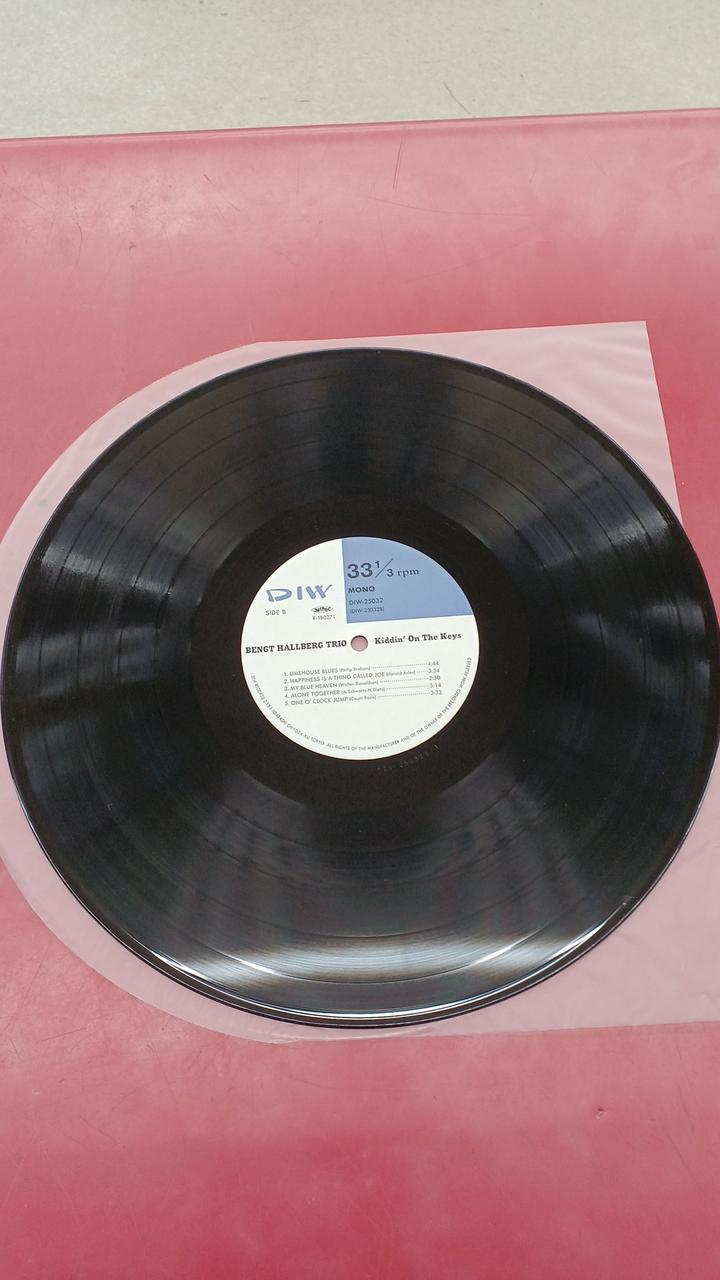 DIW
33 1/3 rpm
MONO
DIW-25032
(DIW-25032B)
SIDE B
R-180271
BENGT HALLBERG TRIO
Kiddin' On The Keys
1. LIMEHOUSE BLUES (Philip Braham) 4:44
2. HAPPINESS IS A THING CALLED JOE (Harold Arlen) 3:54
3. MY BLUE HEAVEN (Walter Donaldson) 2:50
4. ALONE TOGETHER (A. Schwartz-H. Dietz) 5:14
5. ONE O' CLOCK JUMP (Count Basie) 3:33
ALL RIGHTS OF THE MANUFACTURER AND OF THE OWNER OF THE RECORDED WORK RESERVED